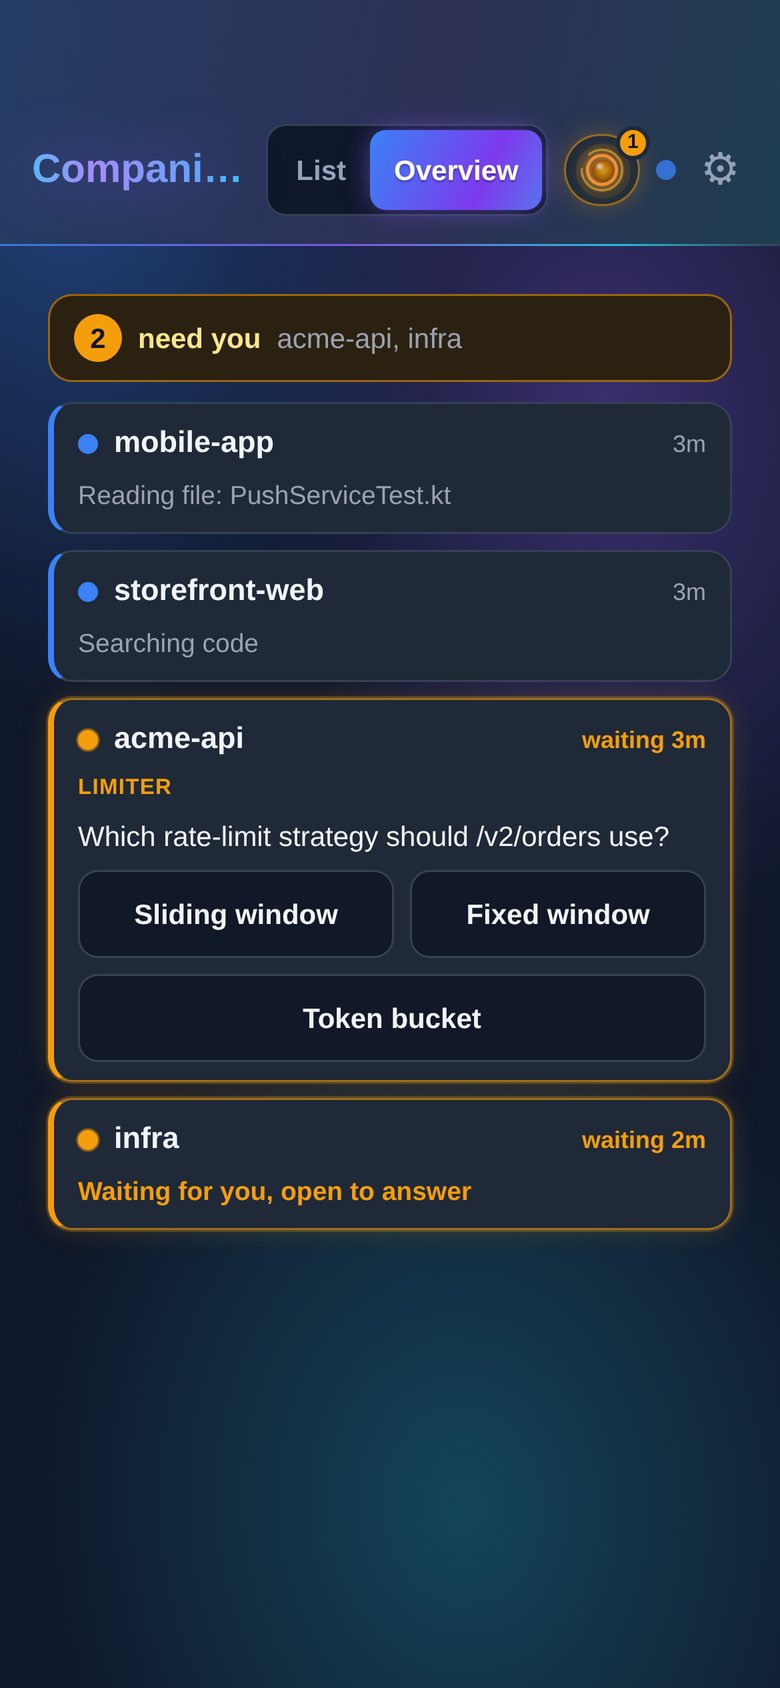 Compani...
List
Overview
1
2 need you acme-api, infra
mobile-app 3m
Reading file: PushServiceTest.kt
storefront-web 3m
Searching code
acme-api waiting 3m
LIMITER
Which rate-limit strategy should /v2/orders use?
Sliding window
Fixed window
Token bucket
infra waiting 2m
Waiting for you, open to answer